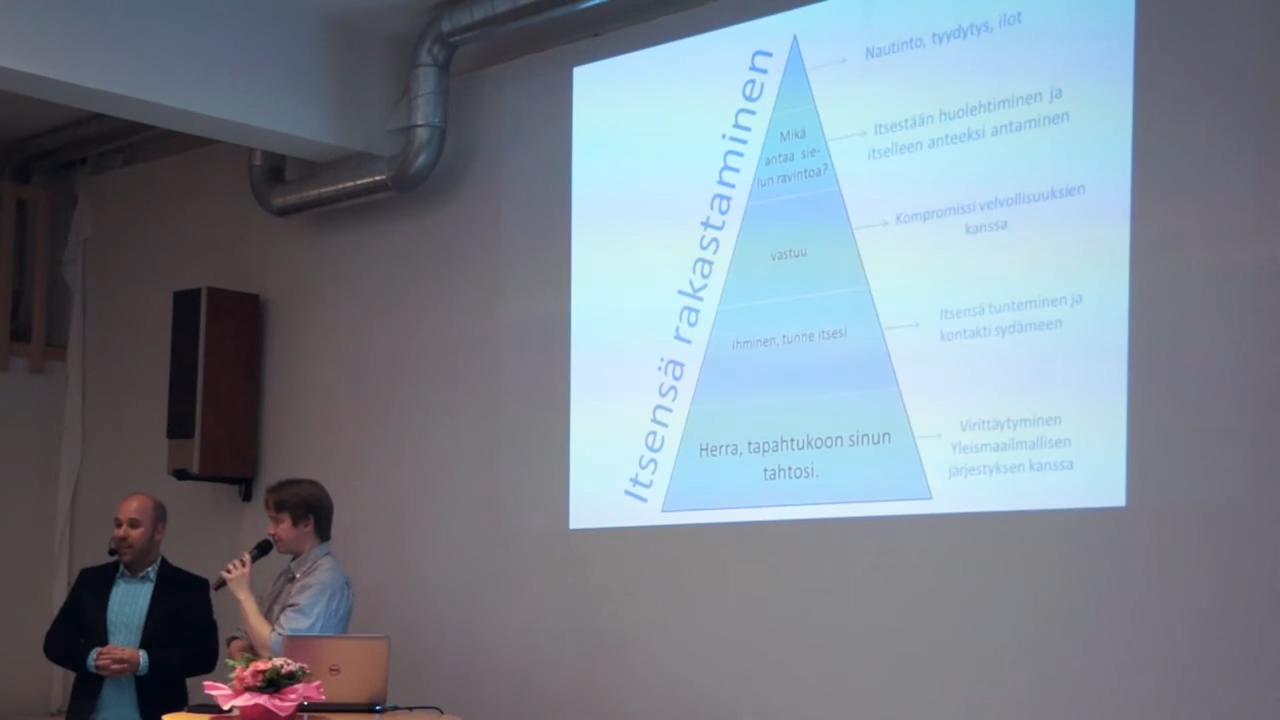 Itsensä rakastaminen
Nautinto, tyydytys, ilot
Mikä
antaa sie-
lun ravintoa?
Itsestään huolehtiminen ja
itselleen anteeksi antaminen
vastuu
Kompromissi velvollisuuksien
kanssa
Ihminen, tunne itsesi
Itsensä tunteminen ja
kontakti sydämeen
Herra, tapahtukoon sinun
tahtosi.
Virittäytyminen
Yleismaailmallisen
järjestyksen kanssa
DELL